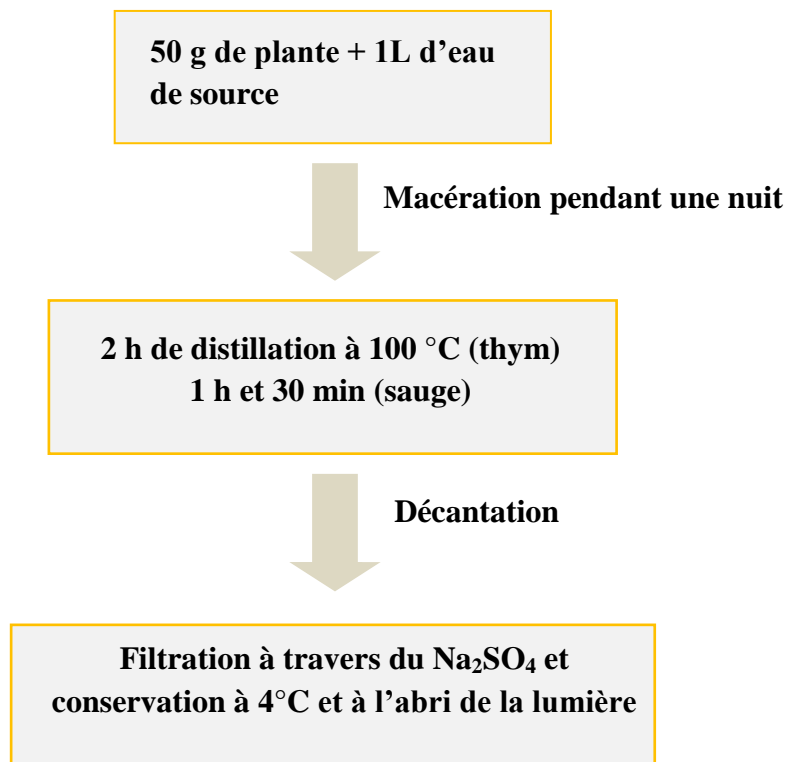 50 g de plante + 1L d’eau
de source
Macération pendant une nuit
2 h de distillation à 100 °C (thym)
1 h et 30 min (sauge)
Décantation
Filtration à travers du Na₂SO₄ et
conservation à 4°C et à l’abri de la lumière